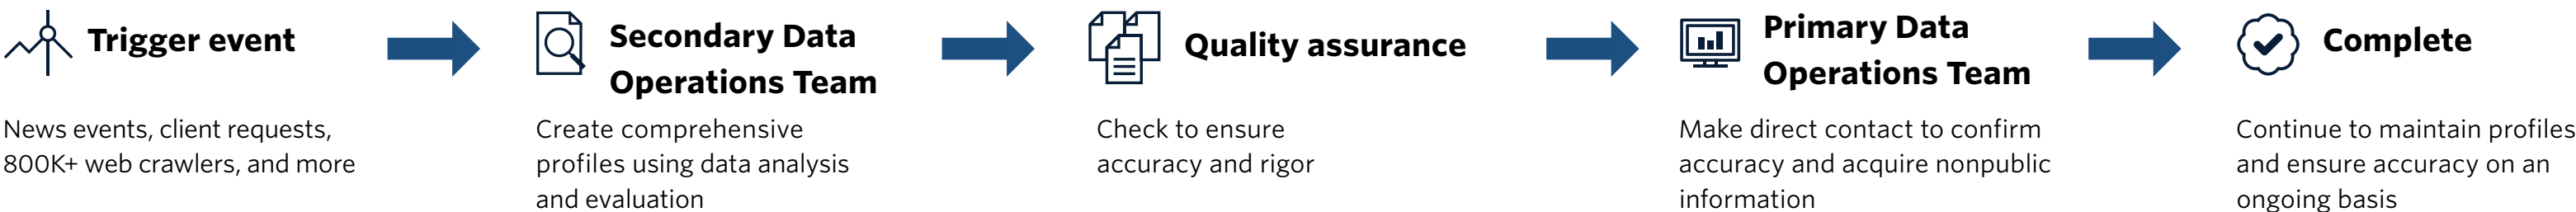 Trigger event
News events, client requests,
800K+ web crawlers, and more
Secondary Data
Operations Team
Create comprehensive
profiles using data analysis
and evaluation
Quality assurance
Check to ensure
accuracy and rigor
Primary Data
Operations Team
Make direct contact to confirm
accuracy and acquire nonpublic
information
Complete
Continue to maintain profiles
and ensure accuracy on an
ongoing basis